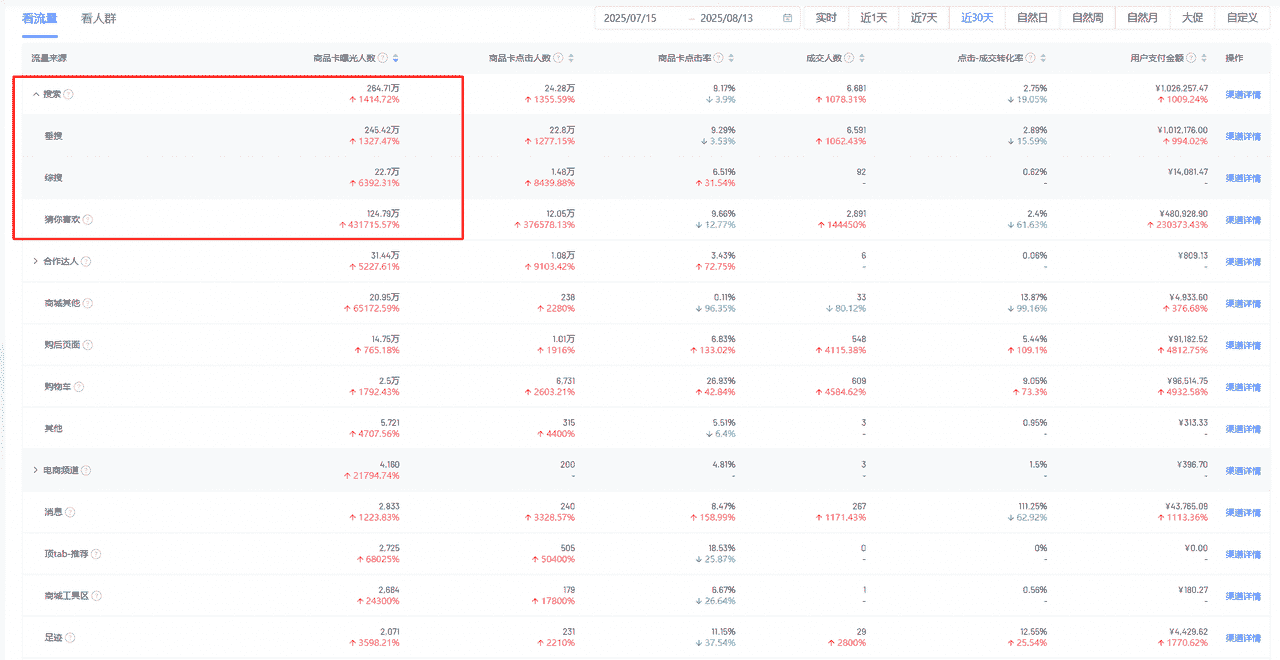 看流量 看人群 2025/07/15 – 2025/08/13 实时 近1天 近7天 近30天 自然日 自然周 自然月 大促 自定义
流量来源 商品卡曝光人数 商品卡点击人数 商品卡点击率 成交人数 点击-成交转化率 用户支付金额 操作
搜索 264.71万 24.28万 9.17% 6,681 2.75% ¥1,026,257.47 渠道详情
↑ 1414.72% ↑ 1355.59% ↓ 3.9% ↑ 1078.31% ↓ 19.05% ↑ 1009.24%
垂搜 245.42万 22.8万 9.29% 6,591 2.89% ¥1,012,176.00 渠道详情
↑ 1327.47% ↑ 1277.15% ↓ 3.53% ↑ 1062.43% ↓ 15.59% ↑ 994.02%
综搜 22.7万 1.48万 6.51% 92 0.62% ¥14,081.47 渠道详情
↑ 6392.31% ↑ 8439.88% ↑ 31.54% - - -
猜你喜欢 124.79万 12.05万 9.66% 2,891 2.4% ¥480,928.90 渠道详情
↑ 431715.57% ↑ 376578.13% ↓ 12.77% ↑ 144450% ↓ 61.63% ↑ 230373.43%
合作达人 31.44万 1.08万 3.43% 6 0.06% ¥809.13 渠道详情
↑ 5227.61% ↑ 9103.42% ↑ 72.75% - - -
商城其他 20.95万 238 0.11% 33 13.87% ¥4,933.60 渠道详情
↑ 65172.59% ↑ 2280% ↓ 96.35% ↓ 80.12% ↓ 99.16% ↑ 376.68%
购后页面 14.75万 1.01万 6.83% 548 5.44% ¥91,182.52 渠道详情
↑ 765.18% ↑ 1916% ↑ 133.02% ↑ 4115.38% ↑ 109.1% ↑ 4812.75%
购物车 2.5万 6,731 26.93% 609 9.05% ¥96,514.75 渠道详情
↑ 1792.43% ↑ 2603.21% ↑ 42.84% ↑ 4584.62% ↑ 73.3% ↑ 4932.58%
其他 5,721 315 5.51% 3 0.95% ¥313.33 渠道详情
↑ 4707.56% ↑ 4400% ↓ 6.4% - - -
电商频道 4,160 200 4.81% 3 1.5% ¥396.70 渠道详情
↑ 21794.74% - - - - -
消息 2,833 240 8.47% 267 111.25% ¥43,765.09 渠道详情
↑ 1223.83% ↑ 3328.57% ↑ 158.99% ↑ 1171.43% ↓ 62.92% ↑ 1113.36%
顶tab-推荐 2,725 505 18.53% 0 0% ¥0.00 渠道详情
↑ 68025% ↑ 50400% ↓ 25.87% - - -
商城工具区 2,684 179 6.67% 1 0.56% ¥180.27 渠道详情
↑ 24300% ↑ 17800% ↓ 26.64% - - -
足迹 2,071 231 11.15% 29 12.55% ¥4,429.62 渠道详情
↑ 3598.21% ↑ 2210% ↓ 37.54% ↑ 2800% ↑ 25.54% ↑ 1770.62%